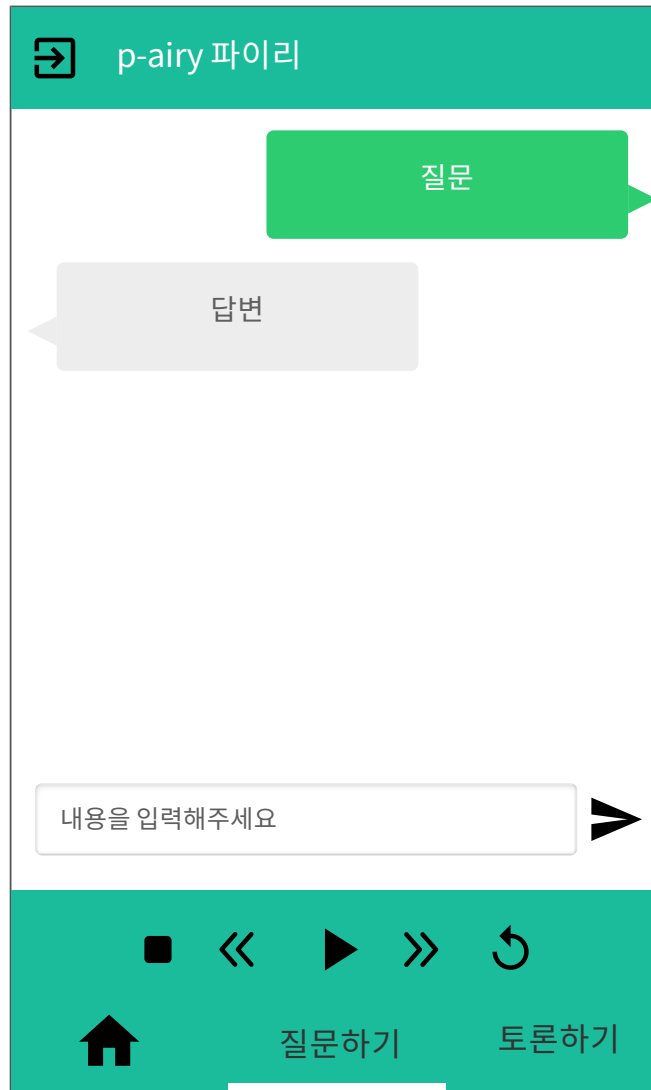 p-airy 파이리
질문
답변
내용을 입력해주세요
질문하기
토론하기